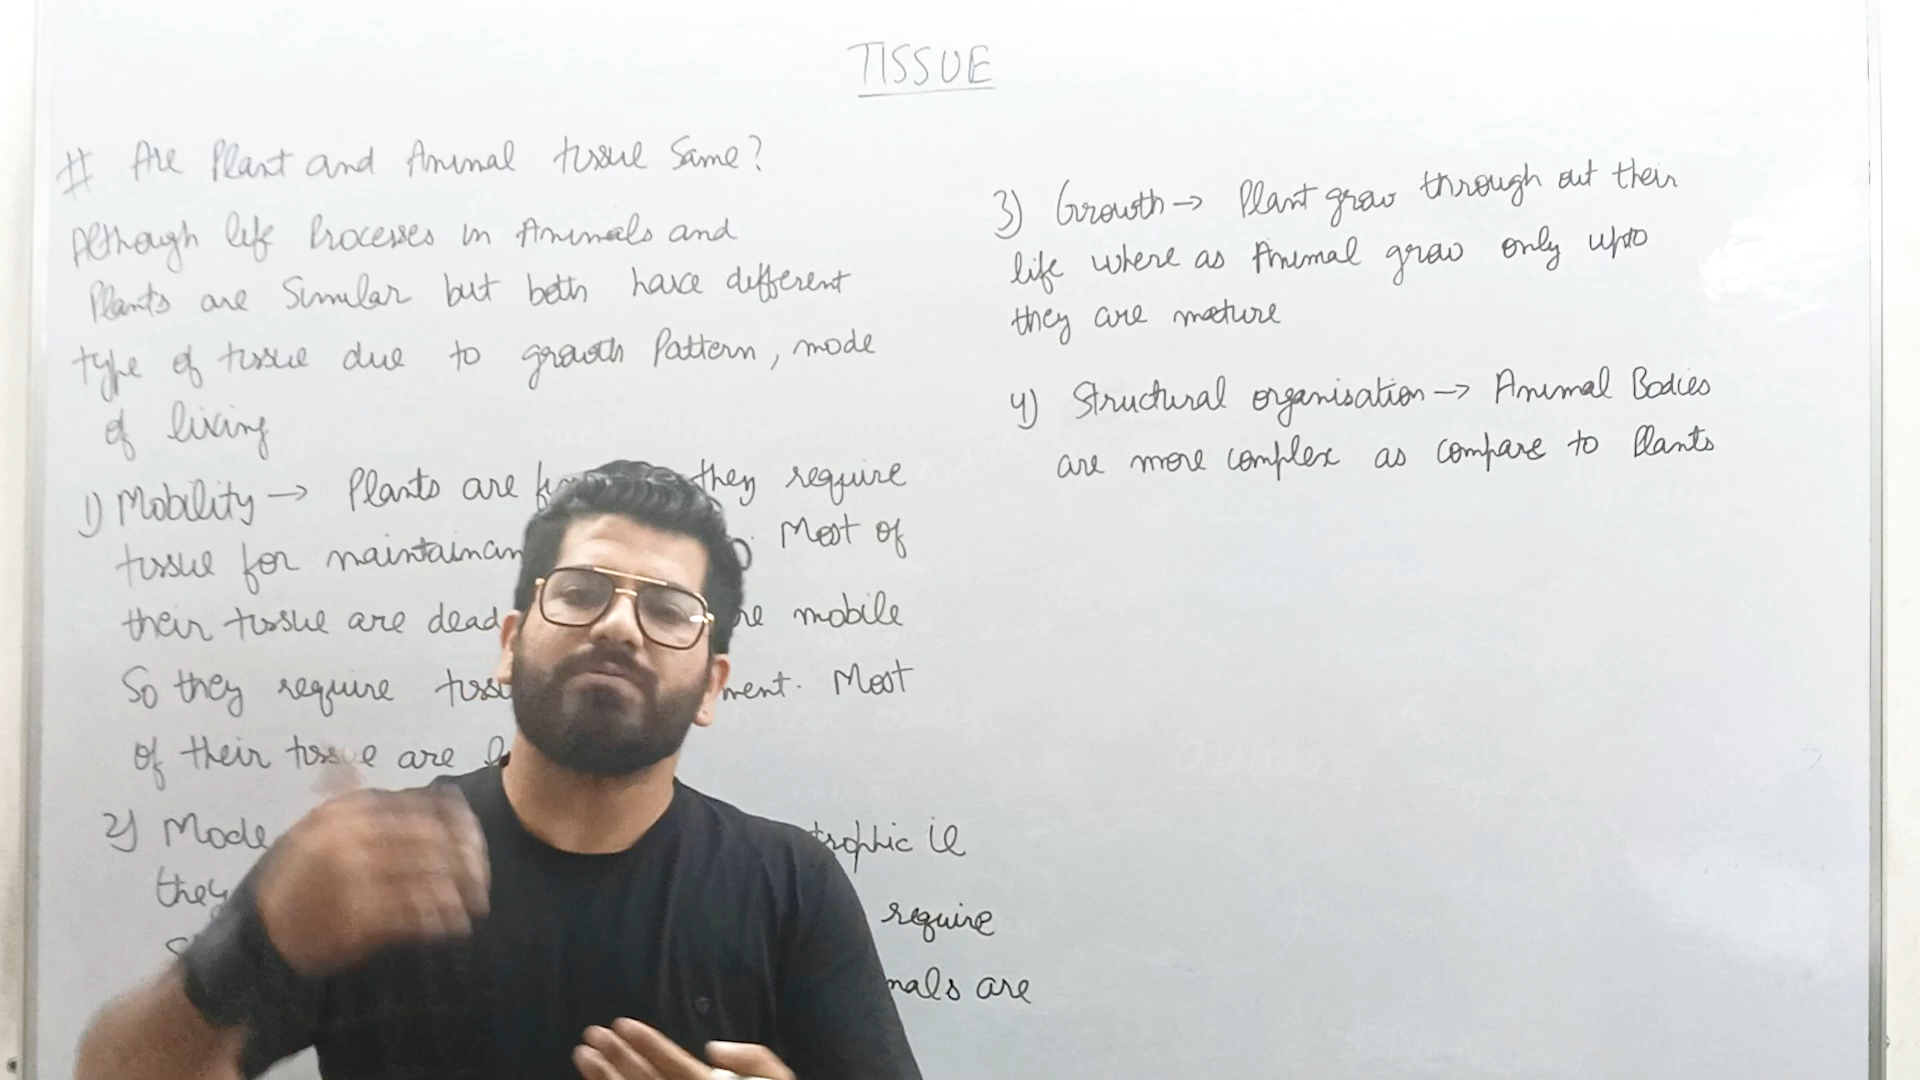 TISSUE
# Are Plant and Animal tissue Same?
Although life Processes in Animals and
Plants are Similar but both have different
type of tissue due to growth Pattern, mode
of living
1) Mobility → Plants are they require
tissue for Most of
their tissue are dead mobile
So they require Most
of their tissue are
2) Mode ie
they
require
are
3) Growth → Plant grow through out their
life where as Animal grow only upto
they are mature
4) Structural organisation → Animal Bodies
are more complex as compare to Plants